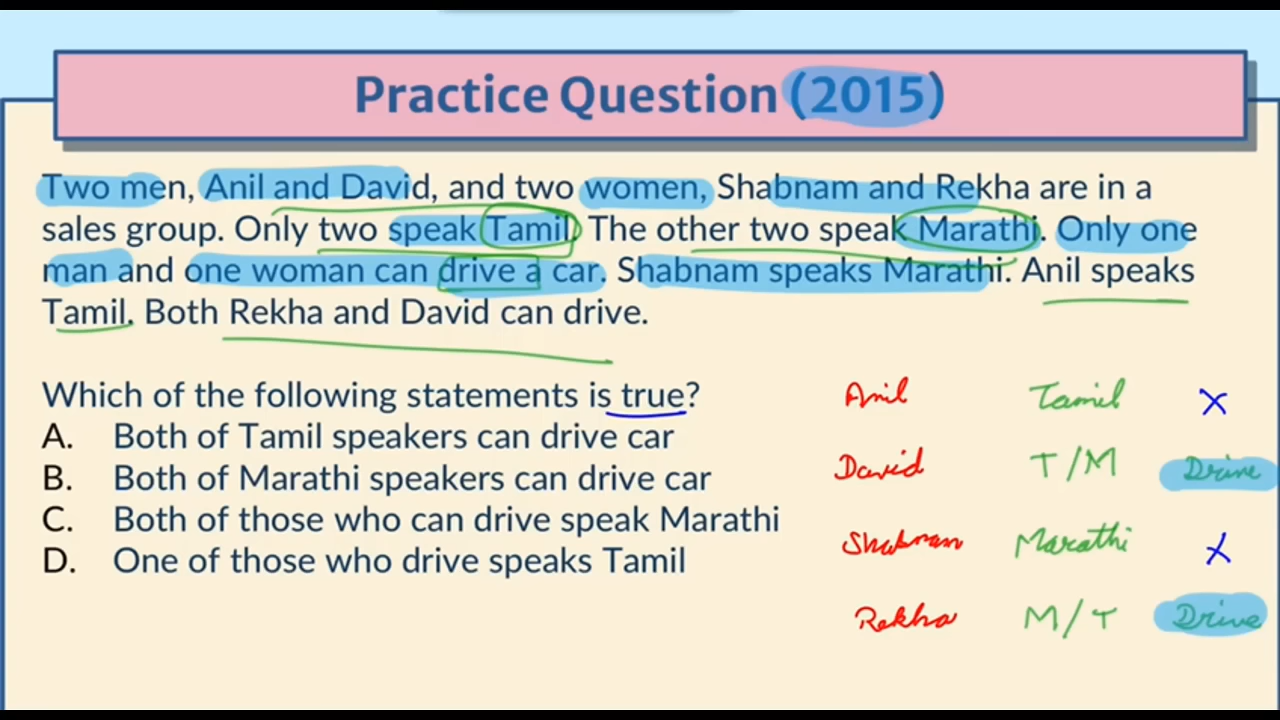 Practice Question (2015)
Two men, Anil and David, and two women, Shabnam and Rekha are in a
sales group. Only two speak Tamil. The other two speak Marathi. Only one
man and one woman can drive a car. Shabnam speaks Marathi. Anil speaks
Tamil. Both Rekha and David can drive.
Which of the following statements is true?
A. Both of Tamil speakers can drive car
B. Both of Marathi speakers can drive car
C. Both of those who can drive speak Marathi
D. One of those who drive speaks Tamil
Anil Tamil X
David T/M Drive
Shabnam Marathi X
Rekha M/T Drive